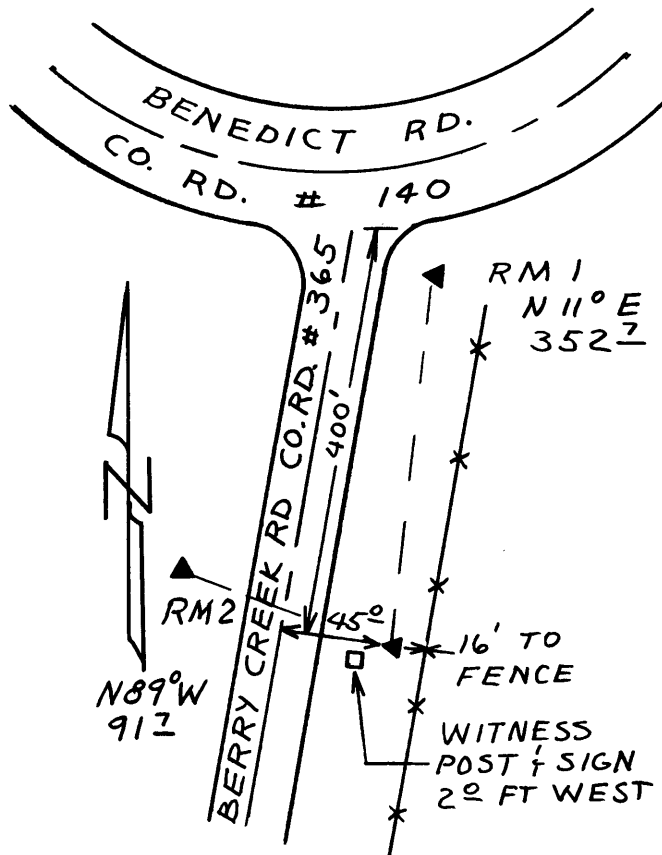 BENEDICT RD.
CO. RD. # 140
BERRY CREEK RD CO. RD. # 365
400'
RM 1
N 11° E
352 7
N
RM2
N89°W
91 7
45 0
16' TO
FENCE
WITNESS
POST & SIGN
2 0 FT WEST